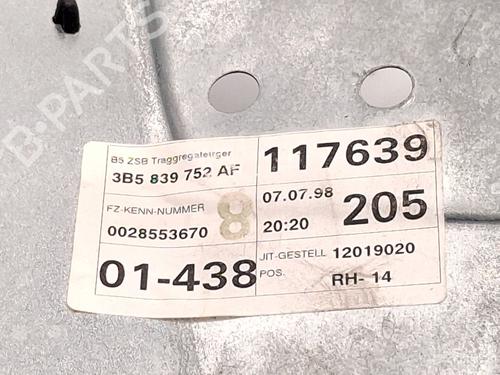 B-PARTS
B5 ZSB Traggregateirger
3B5 839 752 AF
117639
FZ-KENN-NUMMER
0028553670
8
07.07.98
20:20
205
01-438
JIT-GESTELL 12019020
POS.
RH- 14